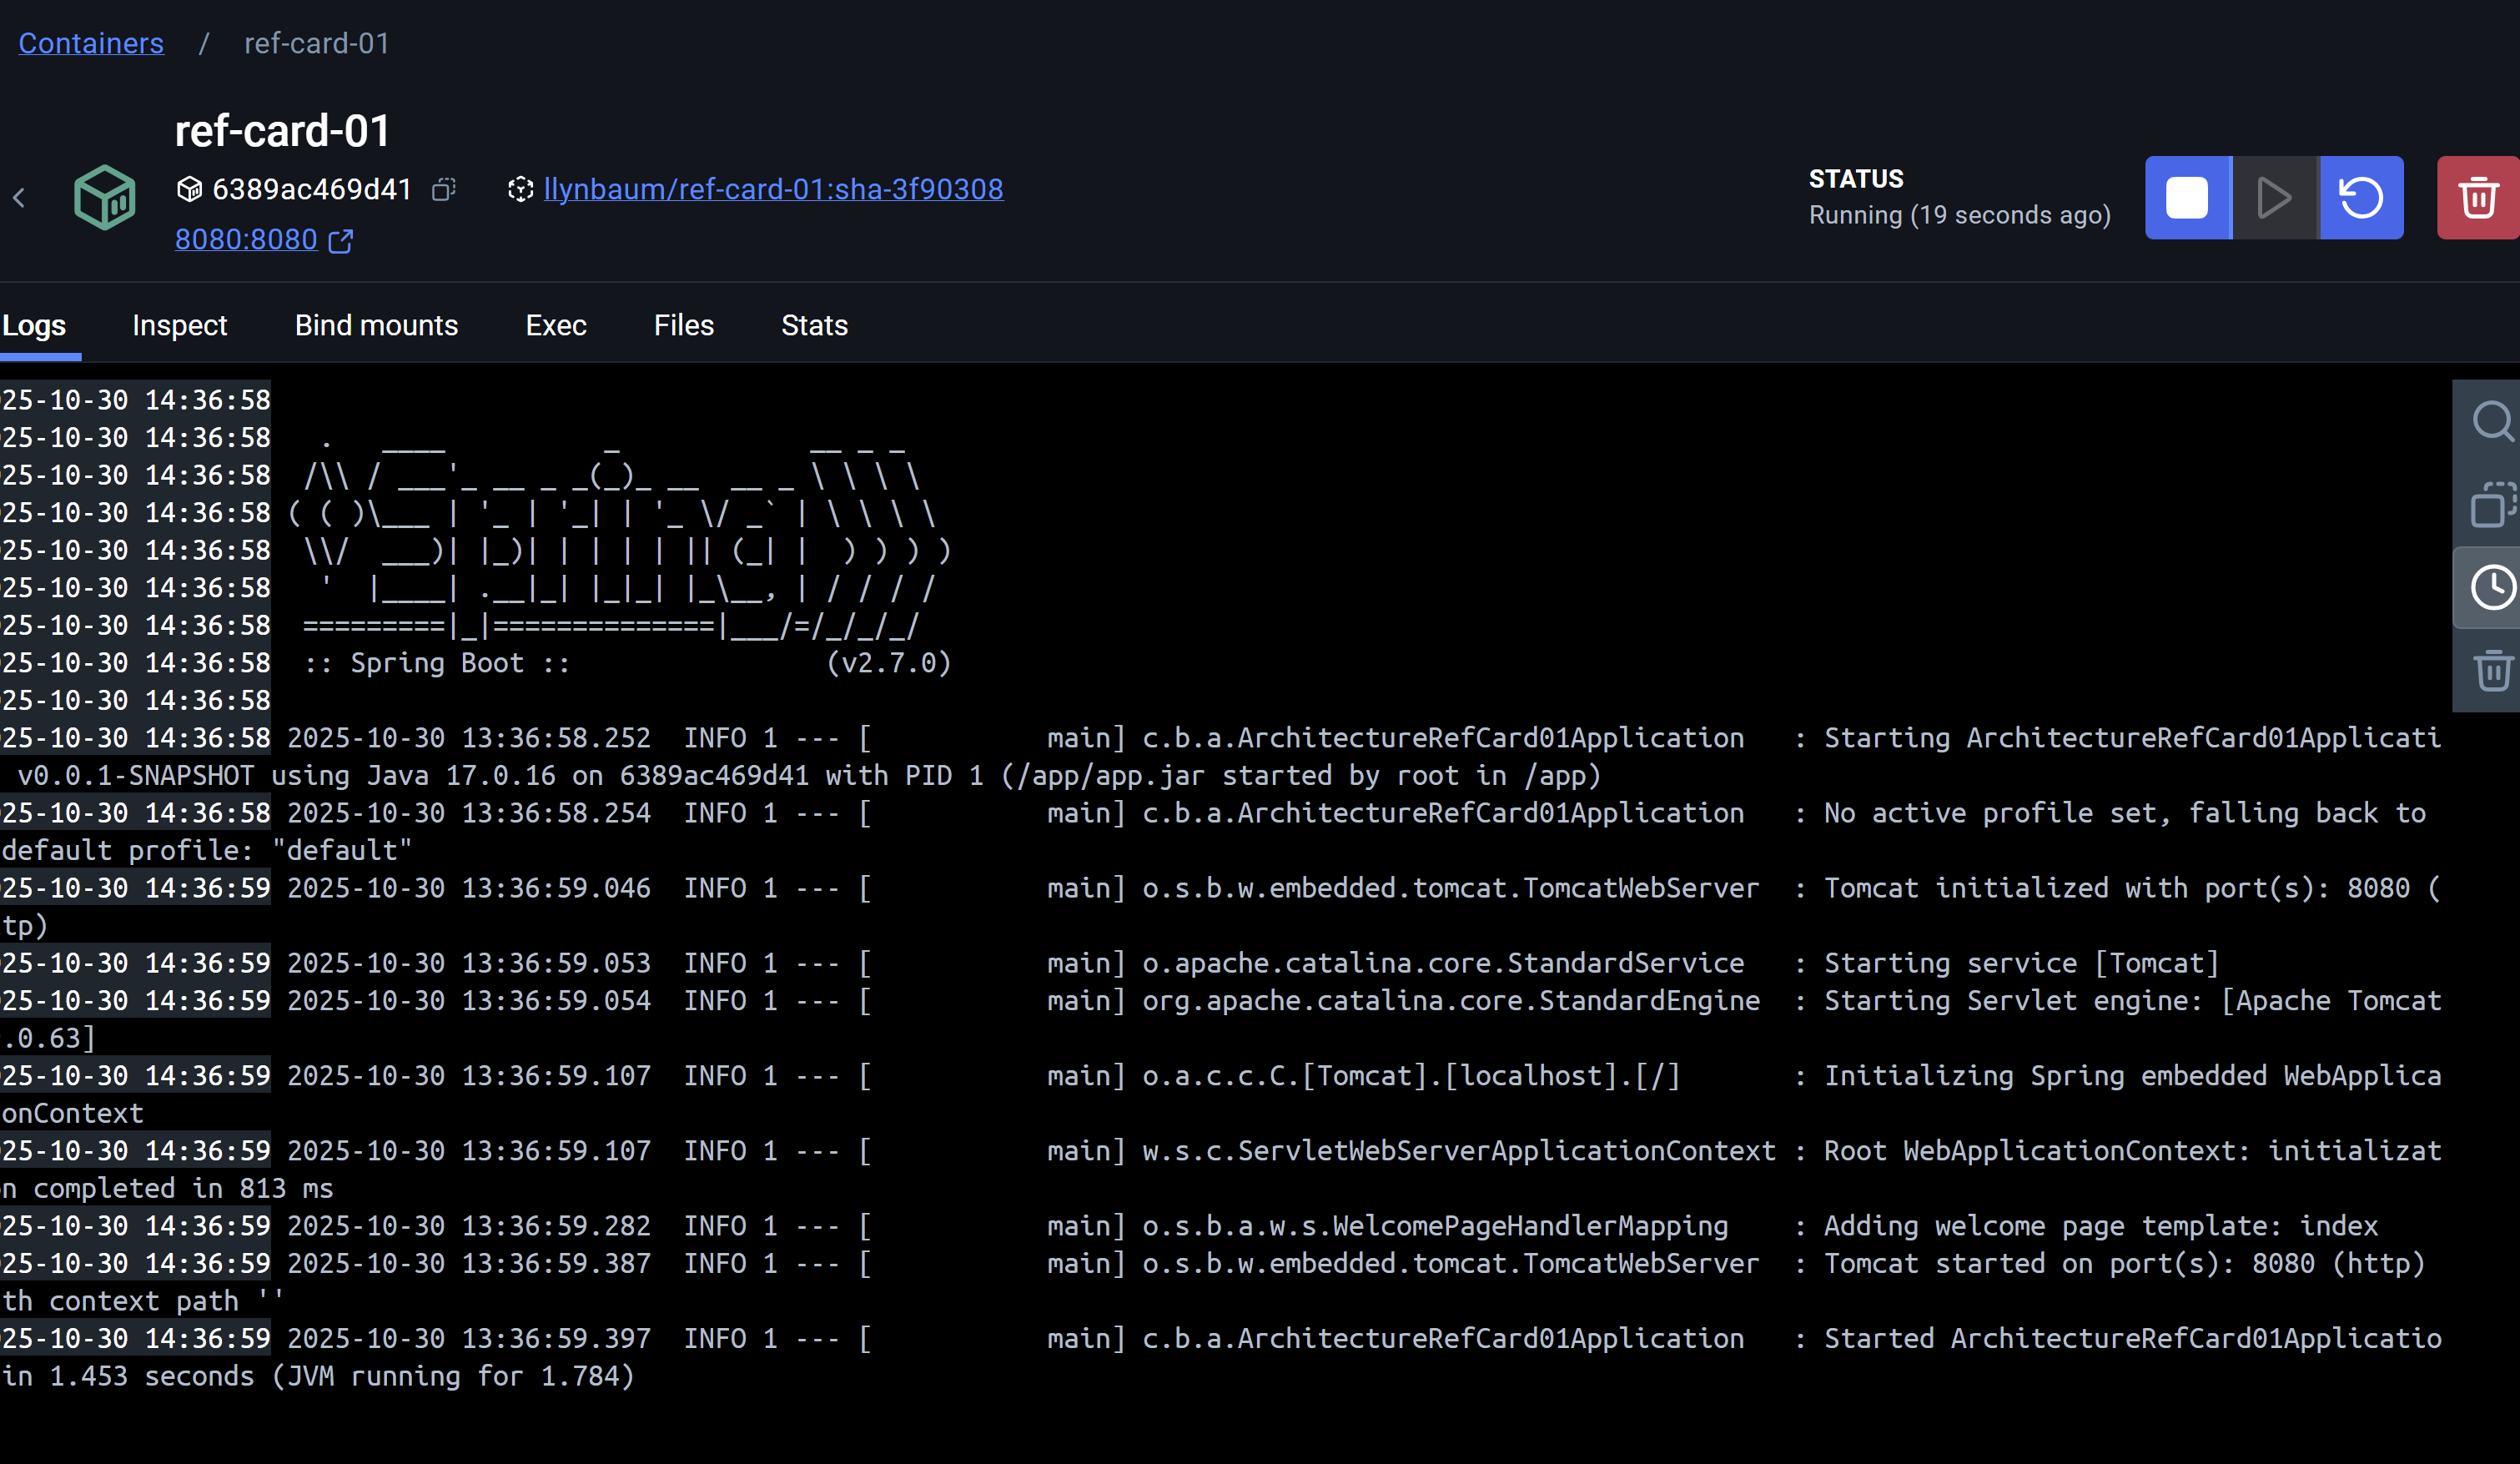 Containers / ref-card-01
ref-card-01
6389ac469d41 llynbaum/ref-card-01:sha-3f90308
8080:8080
STATUS
Running (19 seconds ago)
Logs Inspect Bind mounts Exec Files Stats
25-10-30 14:36:58
25-10-30 14:36:58   .   ____          _            __ _ _
25-10-30 14:36:58  /\\ / ___'_ __ _ _(_)_ __  __ _ \ \ \ \
25-10-30 14:36:58 ( ( )\___ | '_ | '_| | '_ \/ _` | \ \ \ \
25-10-30 14:36:58  \\/  ___)| |_)| | | | | || (_| |  ) ) ) )
25-10-30 14:36:58   '  |____| .__|_| |_|_| |_\__, | / / / /
25-10-30 14:36:58  =========|_|==============|___/=/_/_/_/
25-10-30 14:36:58  :: Spring Boot ::                (v2.7.0)
25-10-30 14:36:58
25-10-30 14:36:58 2025-10-30 13:36:58.252  INFO 1 --- [           main] c.b.a.ArchitectureRefCard01Application   : Starting ArchitectureRefCard01Applicati
v0.0.1-SNAPSHOT using Java 17.0.16 on 6389ac469d41 with PID 1 (/app/app.jar started by root in /app)
25-10-30 14:36:58 2025-10-30 13:36:58.254  INFO 1 --- [           main] c.b.a.ArchitectureRefCard01Application   : No active profile set, falling back to
default profile: "default"
25-10-30 14:36:59 2025-10-30 13:36:59.046  INFO 1 --- [           main] o.s.b.w.embedded.tomcat.TomcatWebServer  : Tomcat initialized with port(s): 8080 (
tp)
25-10-30 14:36:59 2025-10-30 13:36:59.053  INFO 1 --- [           main] o.apache.catalina.core.StandardService   : Starting service [Tomcat]
25-10-30 14:36:59 2025-10-30 13:36:59.054  INFO 1 --- [           main] org.apache.catalina.core.StandardEngine  : Starting Servlet engine: [Apache Tomcat
.0.63]
25-10-30 14:36:59 2025-10-30 13:36:59.107  INFO 1 --- [           main] o.a.c.c.C.[Tomcat].[localhost].[/]       : Initializing Spring embedded WebApplica
onContext
25-10-30 14:36:59 2025-10-30 13:36:59.107  INFO 1 --- [           main] w.s.c.ServletWebServerApplicationContext : Root WebApplicationContext: initializat
n completed in 813 ms
25-10-30 14:36:59 2025-10-30 13:36:59.282  INFO 1 --- [           main] o.s.b.a.w.s.WelcomePageHandlerMapping    : Adding welcome page template: index
25-10-30 14:36:59 2025-10-30 13:36:59.387  INFO 1 --- [           main] o.s.b.w.embedded.tomcat.TomcatWebServer  : Tomcat started on port(s): 8080 (http)
th context path ''
25-10-30 14:36:59 2025-10-30 13:36:59.397  INFO 1 --- [           main] c.b.a.ArchitectureRefCard01Application   : Started ArchitectureRefCard01Applicatio
in 1.453 seconds (JVM running for 1.784)